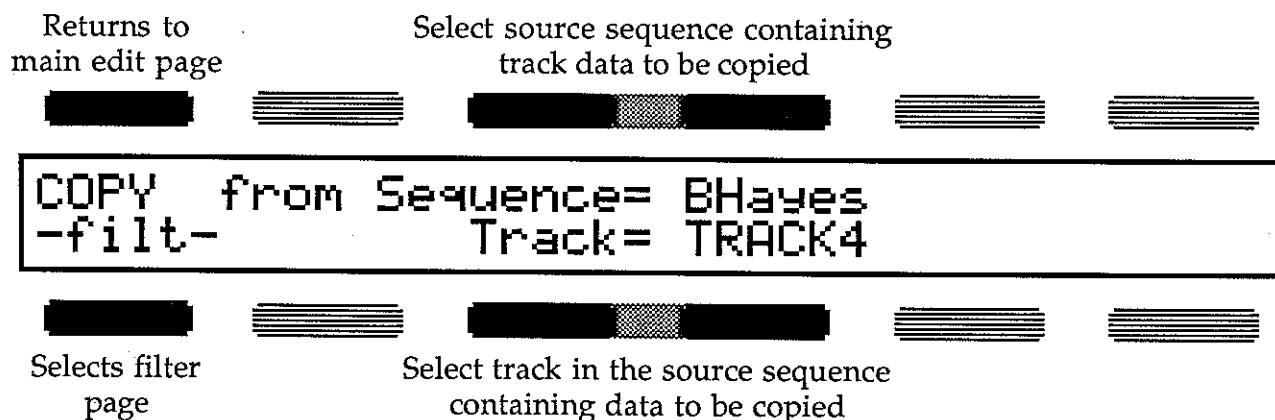 Returns to
main edit page
Select source sequence containing
track data to be copied
COPY from Sequence= BHayes
-filt- Track= TRACK4
Selects filter
page
Select track in the source sequence
containing data to be copied